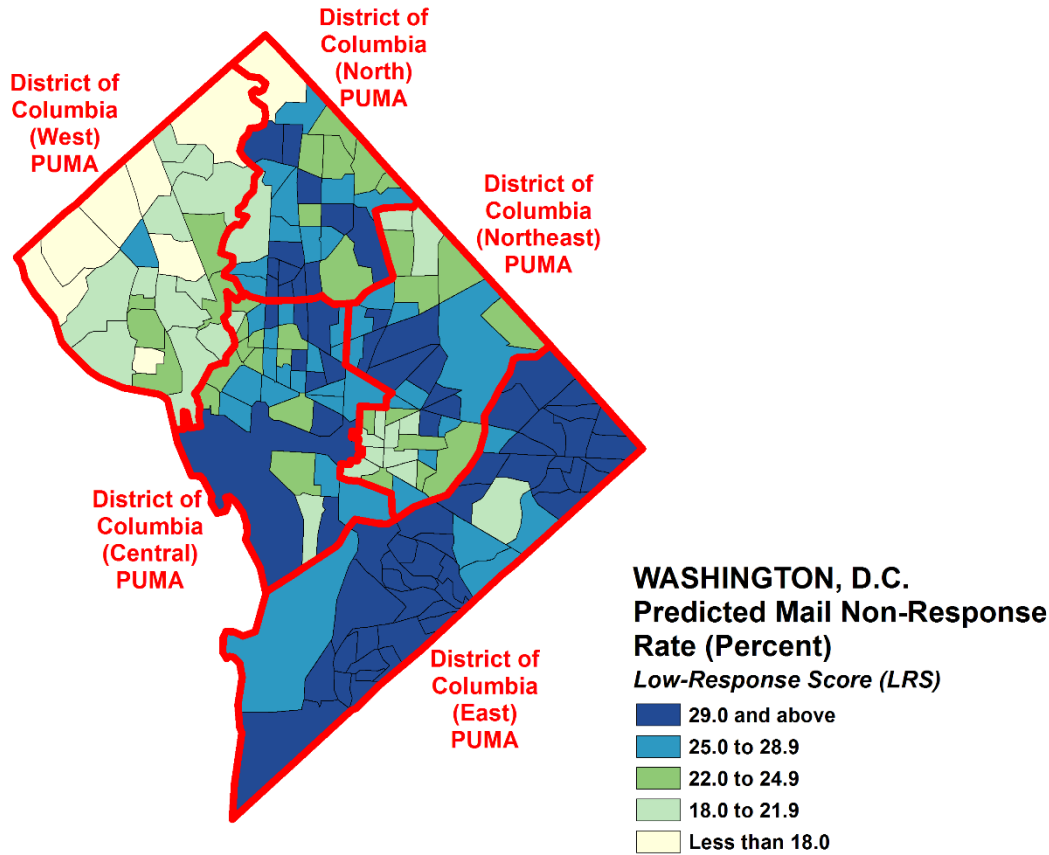 District of
Columbia
(North)
PUMA
District of
Columbia
(West)
PUMA
District of
Columbia
(Northeast)
PUMA
District of
Columbia
(Central)
PUMA
District of
Columbia
(East)
PUMA
WASHINGTON, D.C.
Predicted Mail Non-Response
Rate (Percent)
Low-Response Score (LRS)
29.0 and above
25.0 to 28.9
22.0 to 24.9
18.0 to 21.9
Less than 18.0